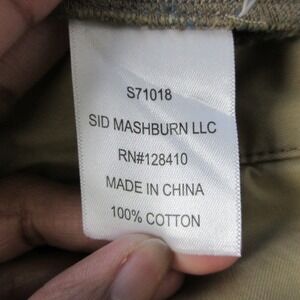 S71018
SID MASHBURN LLC
RN#128410
MADE IN CHINA
100% COTTON